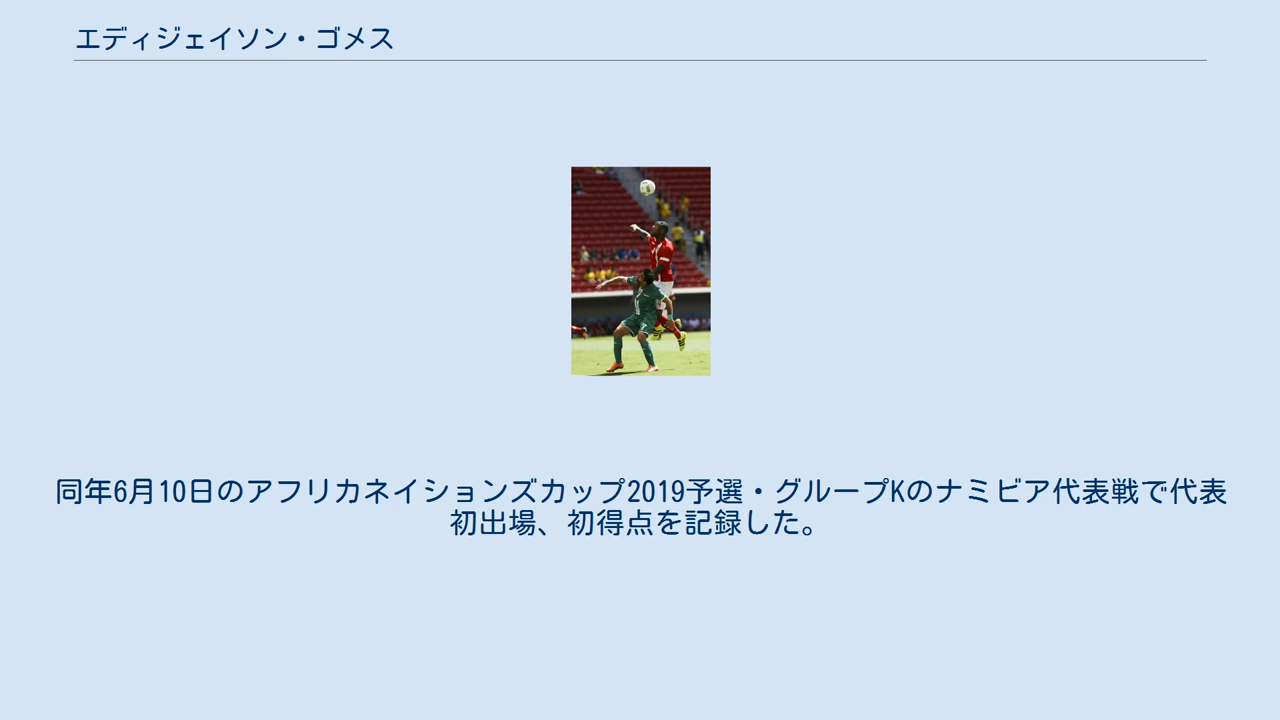 エディジェイソン・ゴメス
同年6月10日のアフリカネイションズカップ2019予選・グループKのナミビア代表戦で代表
初出場、初得点を記録した。